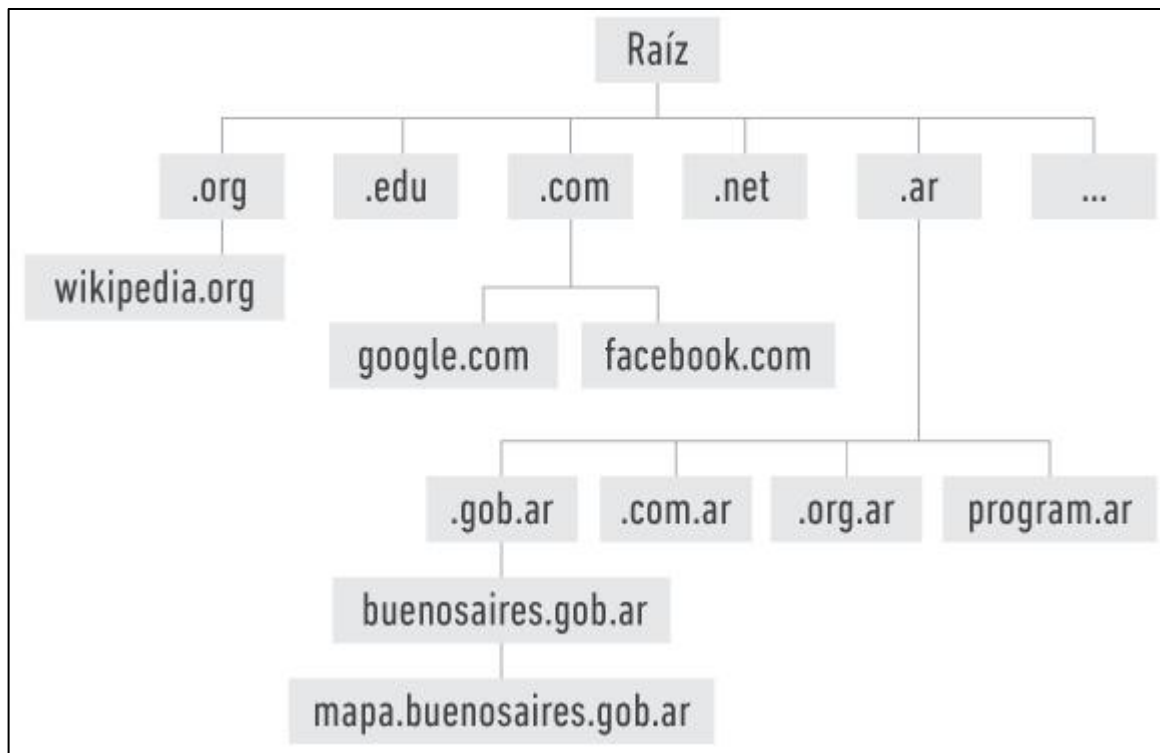 Raíz
.org
.edu
.com
.net
.ar
...
wikipedia.org
google.com
facebook.com
.gob.ar
.com.ar
.org.ar
program.ar
buenosaires.gob.ar
mapa.buenosaires.gob.ar